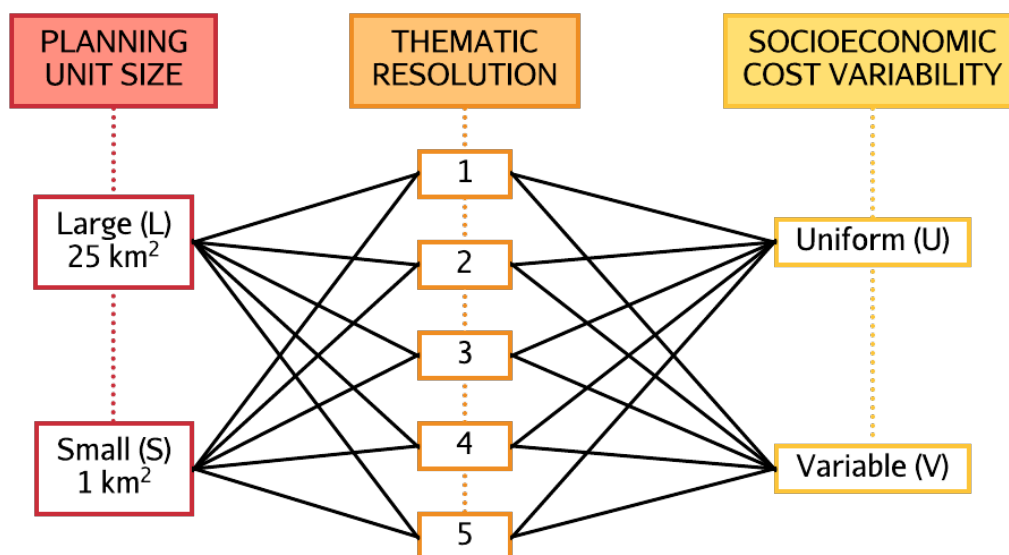 PLANNING
UNIT SIZE
THEMATIC
RESOLUTION
SOCIOECONOMIC
COST VARIABILITY
Large (L)
25 km²
Small (S)
1 km²
1
2
3
4
5
Uniform (U)
Variable (V)